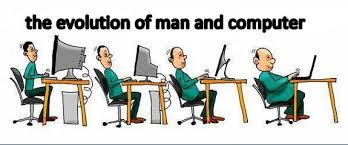 the evolution of man and computer